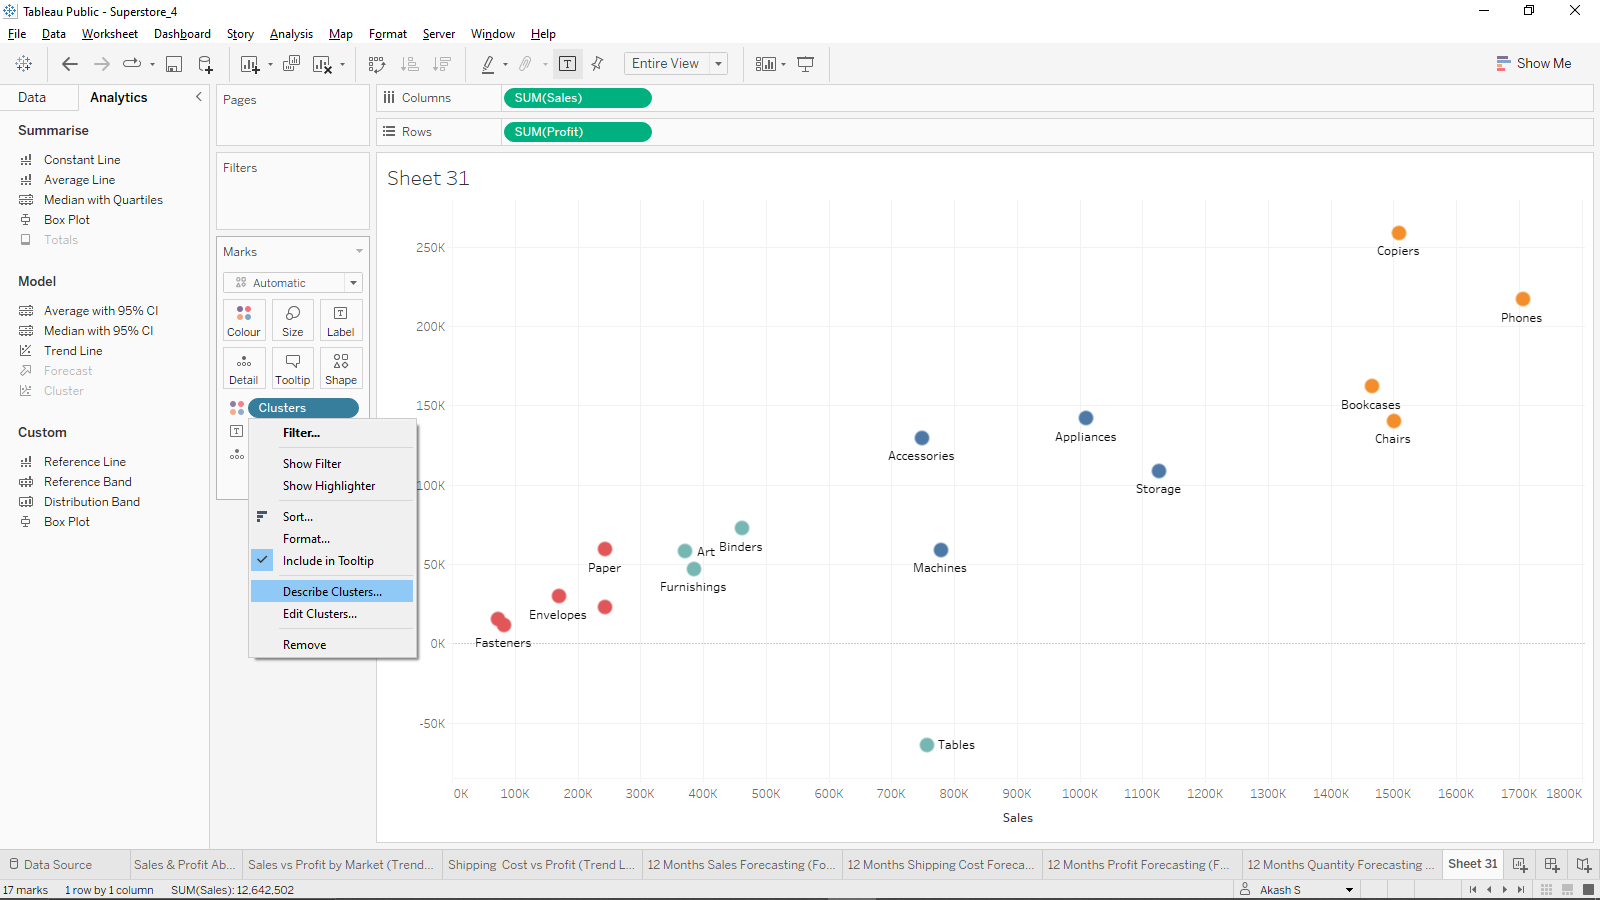 Tableau Public - Superstore_4
File Data Worksheet Dashboard Story Analysis Map Format Server Window Help
Entire View
Show Me
Data Analytics
Summarise
Constant Line
Average Line
Median with Quartiles
Box Plot
Totals
Model
Average with 95% CI
Median with 95% CI
Trend Line
Forecast
Cluster
Custom
Reference Line
Reference Band
Distribution Band
Box Plot
Pages
Filters
Marks
Automatic
Colour Size Label
Detail Tooltip Shape
Clusters
Filter...
Show Filter
Show Highlighter
Sort...
Format...
Include in Tooltip
Describe Clusters...
Edit Clusters...
Remove
Columns SUM(Sales)
Rows SUM(Profit)
Sheet 31
250K
200K
150K
100K
50K
0K
-50K
Copiers
Phones
Bookcases
Chairs
Appliances
Accessories
Storage
Art Binders
Paper
Machines
Furnishings
Envelopes
Fasteners
Tables
0K 100K 200K 300K 400K 500K 600K 700K 800K 900K 1000K 1100K 1200K 1300K 1400K 1500K 1600K 1700K 1800K
Sales
Data Source Sales & Profit Ab... Sales vs Profit by Market (Trend... Shipping Cost vs Profit (Trend L... 12 Months Sales Forecasting (Fo... 12 Months Shipping Cost Foreca... 12 Months Profit Forecasting (F... 12 Months Quantity Forecasting ... Sheet 31
17 marks 1 row by 1 column SUM(Sales): 12,642,502 Akash S